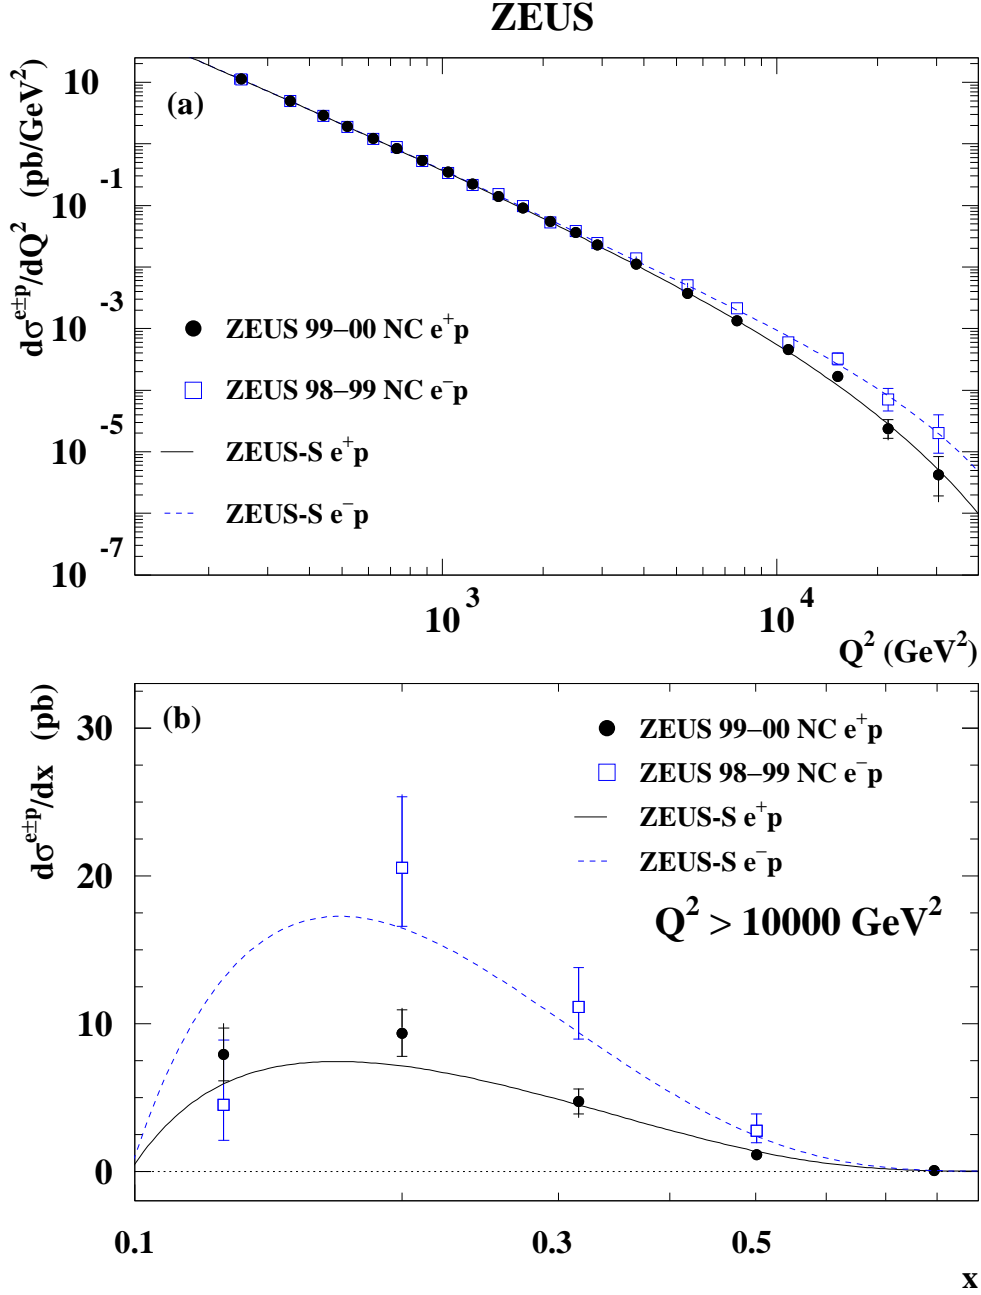 ZEUS
(a)
dσ^{e±p}/dQ² (pb/GeV²)
10
10^{-1}
10^{-3}
10^{-5}
10^{-7}
ZEUS 99–00 NC e⁺p
ZEUS 98–99 NC e⁻p
ZEUS-S e⁺p
ZEUS-S e⁻p
10³ 10⁴
Q² (GeV²)
(b)
dσ^{e±p}/dx (pb)
30
20
10
0
ZEUS 99–00 NC e⁺p
ZEUS 98–99 NC e⁻p
ZEUS-S e⁺p
ZEUS-S e⁻p
Q² > 10000 GeV²
0.1 0.3 0.5
x